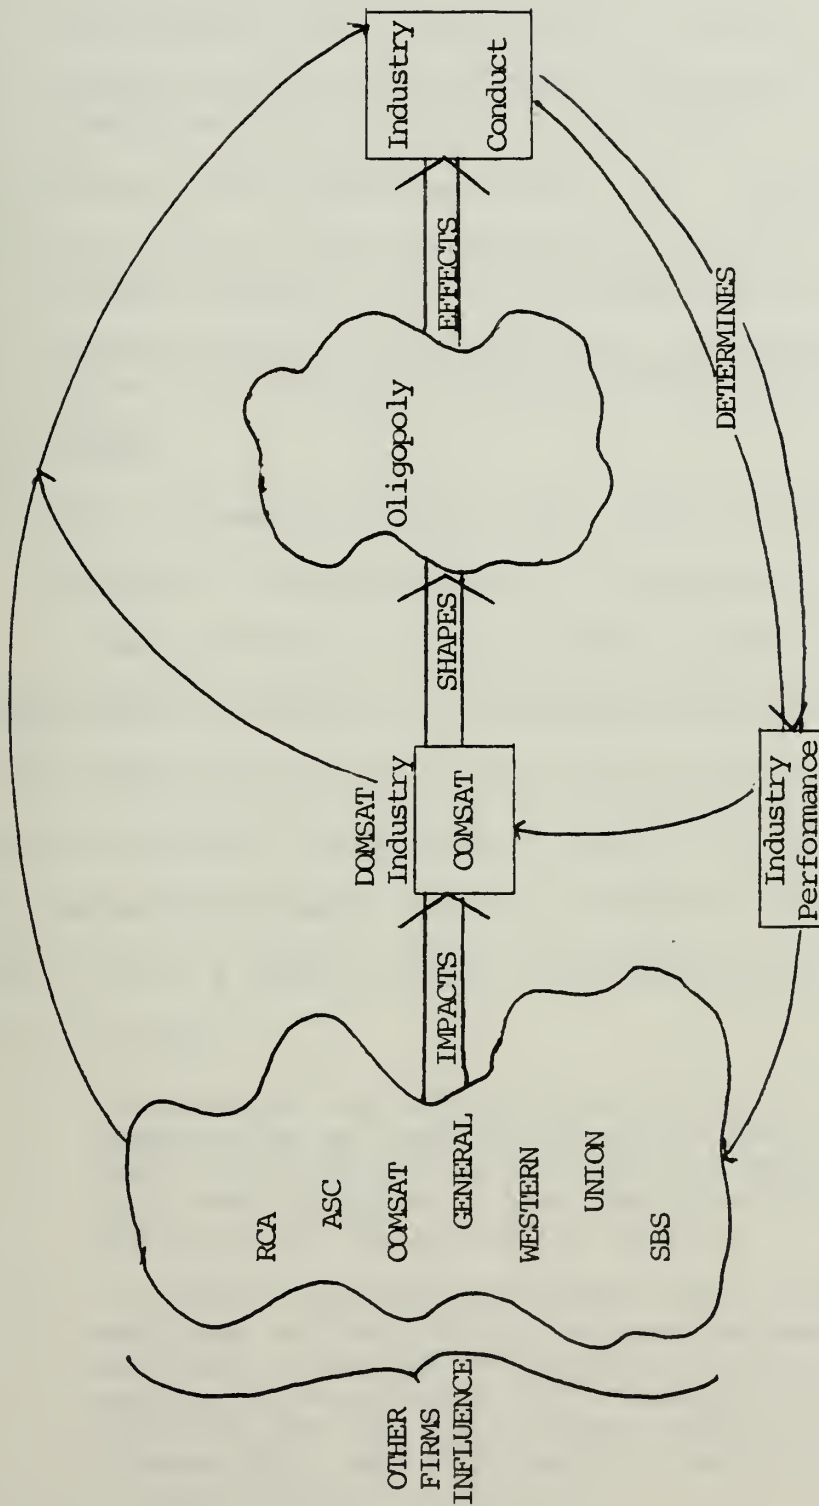 OTHER
FIRMS
INFLUENCE
RCA
ASC
COMSAT
GENERAL
WESTERN
UNION
SBS
IMPACTS
DOMSAT
Industry
COMSAT
SHAPES
Oligopoly
EFFECTS
Industry
Conduct
DETERMINES
Industry
Performance